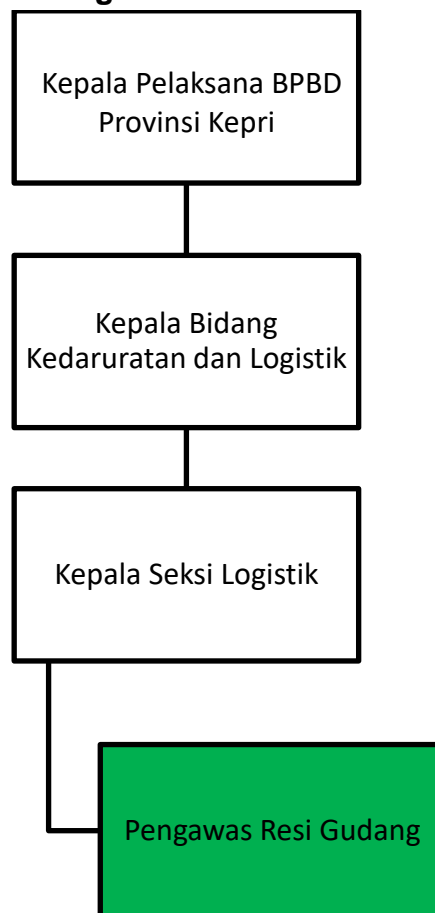 Kepala Pelaksana BPBD
Provinsi Kepri
Kepala Bidang
Kedaruratan dan Logistik
Kepala Seksi Logistik
Pengawas Resi Gudang